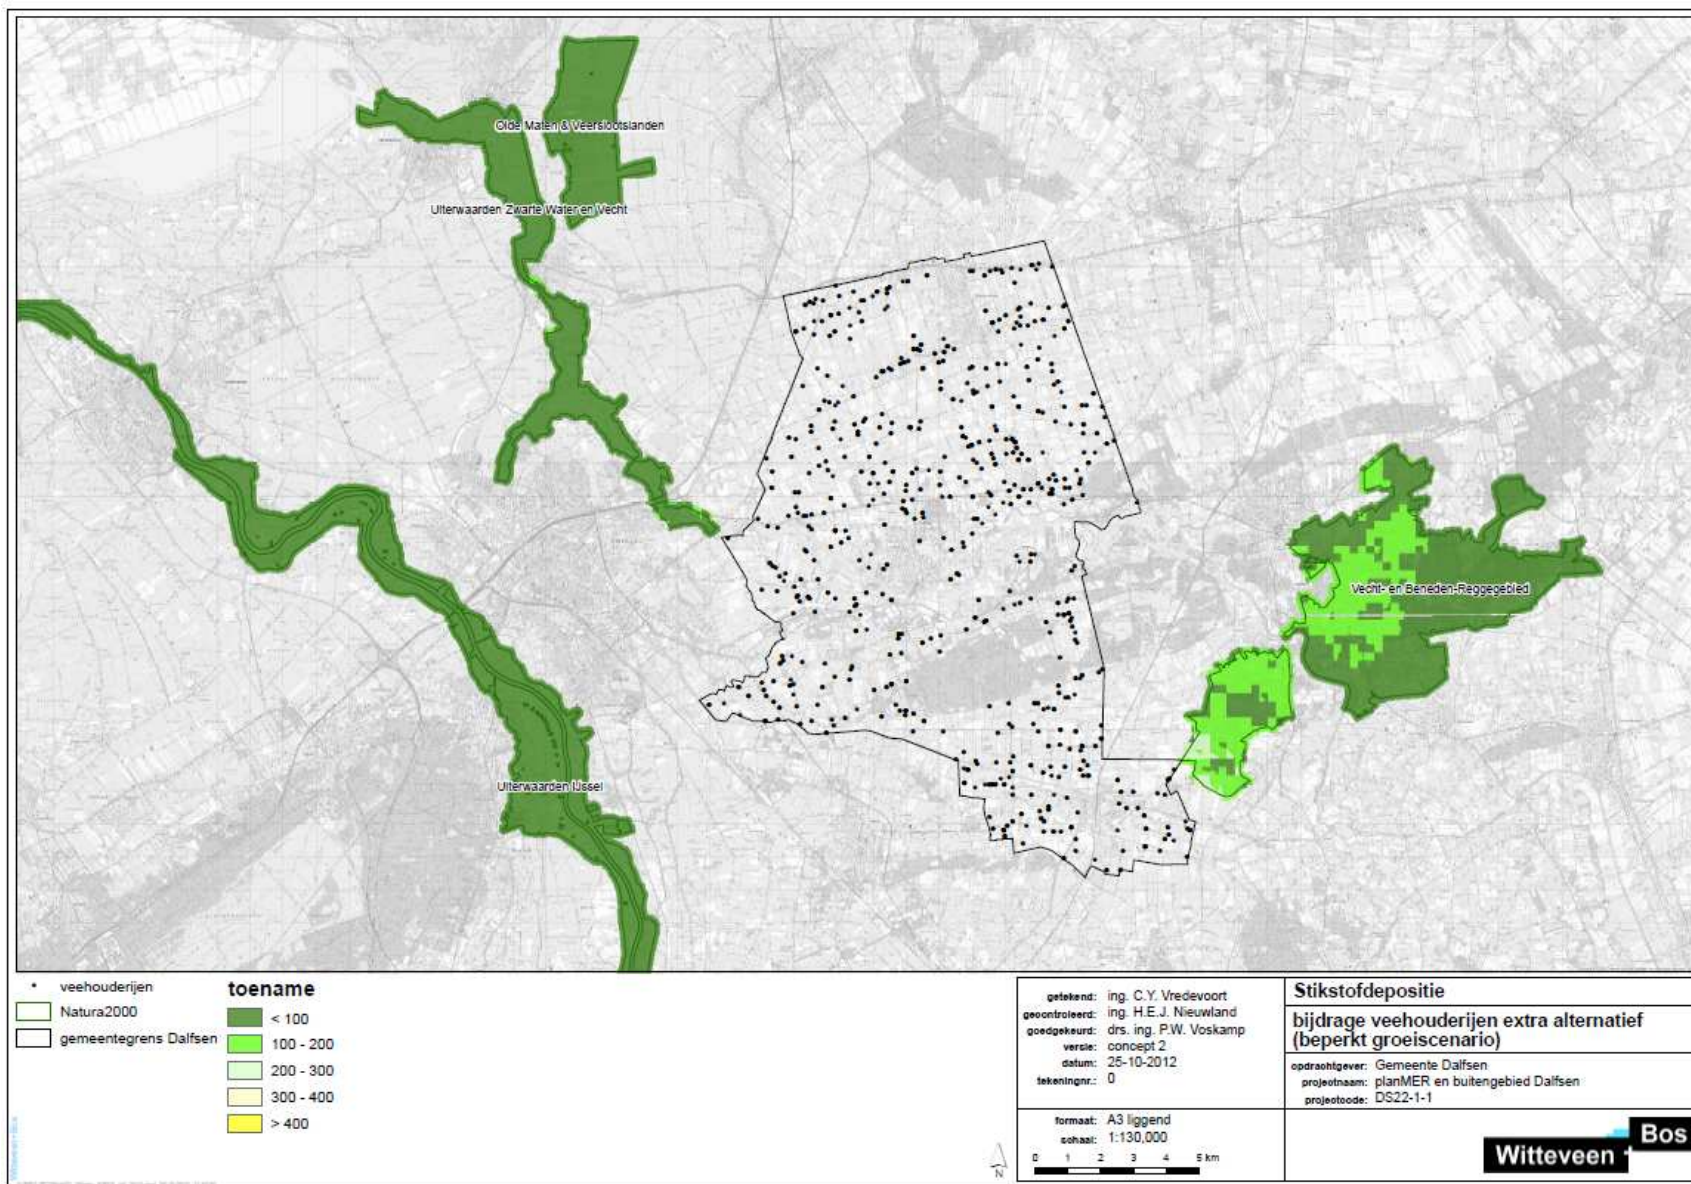 Olde Maten & Veerslootslanden
Uiterwaarden Zwarte Water en Vecht
Vecht- en Beneden-Reggegebied
Uiterwaarden IJssel
veehouderijen
Natura2000
gemeentegrens Dalfsen
toename
< 100
100 - 200
200 - 300
300 - 400
> 400
getekend: ing. C.Y. Vredevoort
gecontroleerd: ing. H.E.J. Nieuwland
goedgekeurd: drs. ing. P.W. Voskamp
versie: concept 2
datum: 25-10-2012
tekeningnr.: 0
formaat: A3 liggend
schaal: 1:130,000
0 1 2 3 4 5 km
N
Stikstofdepositie
bijdrage veehouderijen extra alternatief
(beperkt groeiscenario)
opdrachtgever: Gemeente Dalfsen
projectnaam: planMER en buitengebied Dalfsen
projectcode: DS22-1-1
Witteveen + Bos
Witteveen+Bos